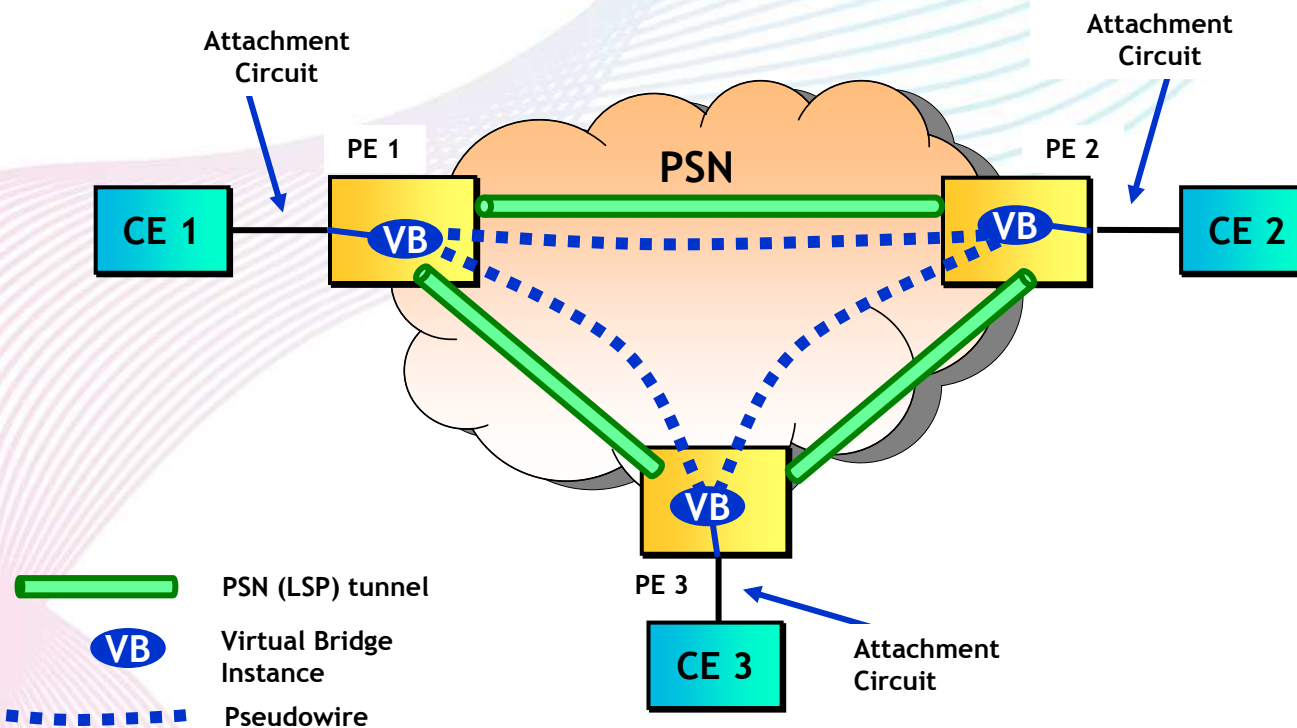 Attachment
Circuit
Attachment
Circuit
PE 1
PSN
PE 2
CE 1
VB
VB
CE 2
VB
PE 3
PSN (LSP) tunnel
VB
Virtual Bridge
Instance
CE 3
Attachment
Circuit
Pseudowire